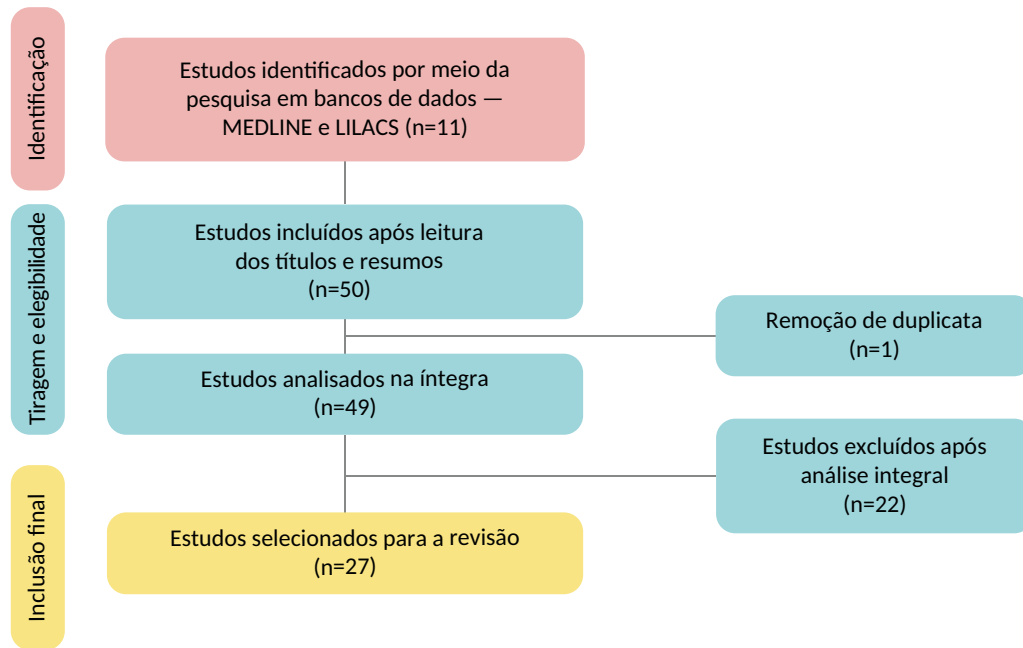 Identificação
Estudos identificados por meio da
pesquisa em bancos de dados —
MEDLINE e LILACS (n=11)
Tiragem e elegibilidade
Estudos incluídos após leitura
dos títulos e resumos
(n=50)
Remoção de duplicata
(n=1)
Estudos analisados na íntegra
(n=49)
Estudos excluídos após
análise integral
(n=22)
Inclusão final
Estudos selecionados para a revisão
(n=27)